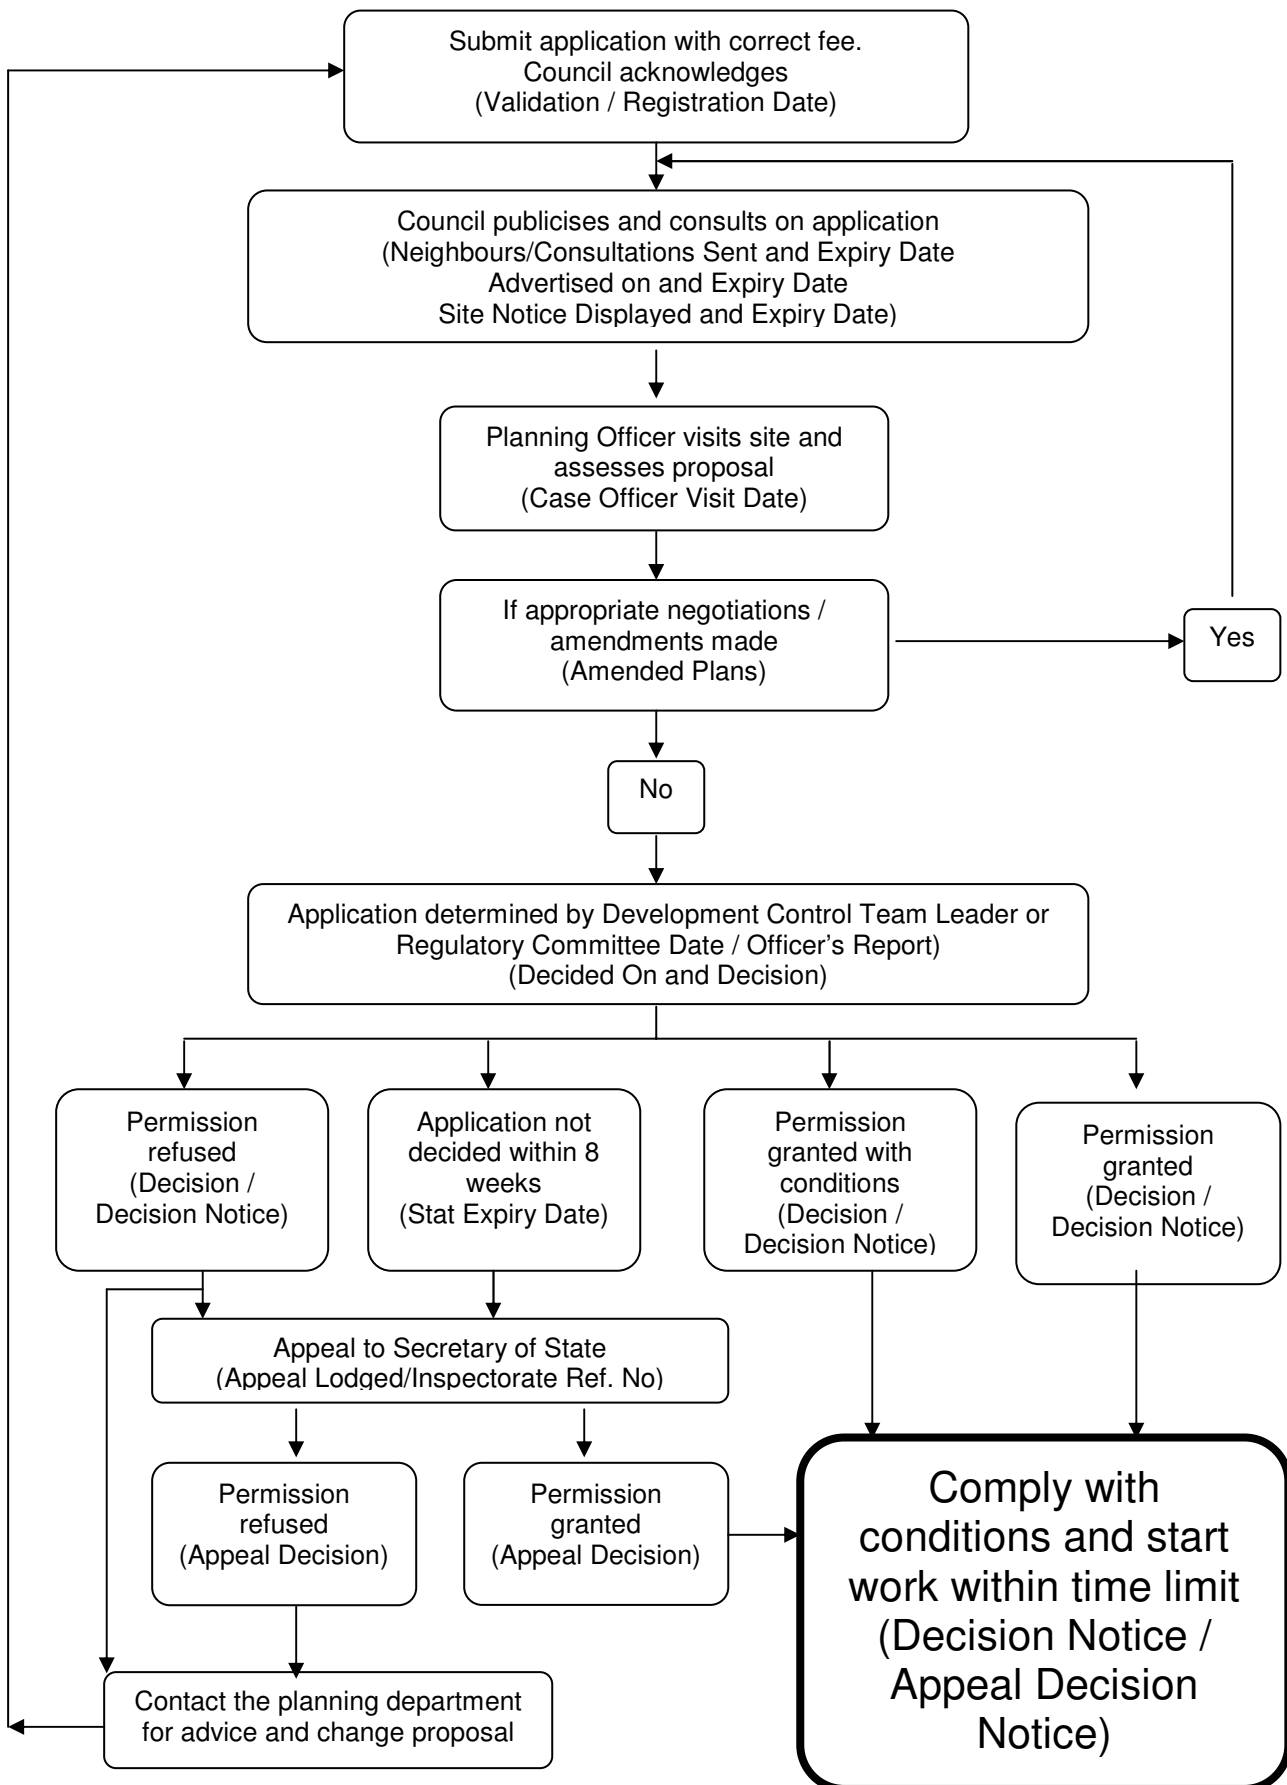 Submit application with correct fee.
Council acknowledges
(Validation / Registration Date)
Council publicises and consults on application
(Neighbours/Consultations Sent and Expiry Date
Advertised on and Expiry Date
Site Notice Displayed and Expiry Date)
Planning Officer visits site and
assesses proposal
(Case Officer Visit Date)
If appropriate negotiations /
amendments made
(Amended Plans)
Yes
No
Application determined by Development Control Team Leader or
Regulatory Committee Date / Officer’s Report)
(Decided On and Decision)
Permission
refused
(Decision /
Decision Notice)
Application not
decided within 8
weeks
(Stat Expiry Date)
Permission
granted with
conditions
(Decision /
Decision Notice)
Permission
granted
(Decision /
Decision Notice)
Appeal to Secretary of State
(Appeal Lodged/Inspectorate Ref. No)
Permission
refused
(Appeal Decision)
Permission
granted
(Appeal Decision)
Comply with
conditions and start
work within time limit
(Decision Notice /
Appeal Decision
Notice)
Contact the planning department
for advice and change proposal